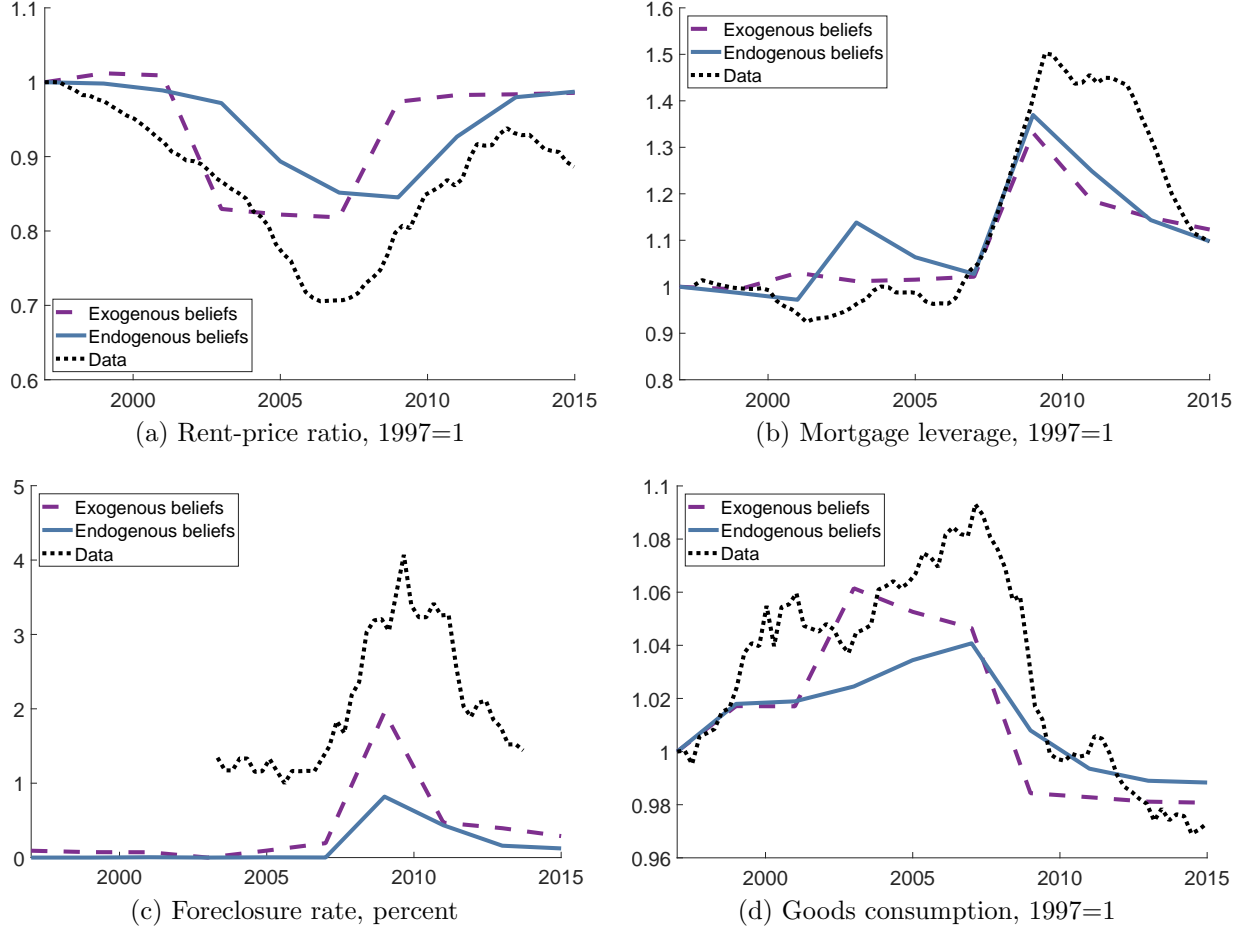 1.1
1
0.9
0.8
0.7
0.6
Exogenous beliefs
Endogenous beliefs
Data
2000 2005 2010 2015
(a) Rent-price ratio, 1997=1
1.6
1.5
1.4
1.3
1.2
1.1
1
0.9
0.8
Exogenous beliefs
Endogenous beliefs
Data
2000 2005 2010 2015
(b) Mortgage leverage, 1997=1
5
4
3
2
1
0
Exogenous beliefs
Endogenous beliefs
Data
2000 2005 2010 2015
(c) Foreclosure rate, percent
1.1
1.08
1.06
1.04
1.02
1
0.98
0.96
Exogenous beliefs
Endogenous beliefs
Data
2000 2005 2010 2015
(d) Goods consumption, 1997=1